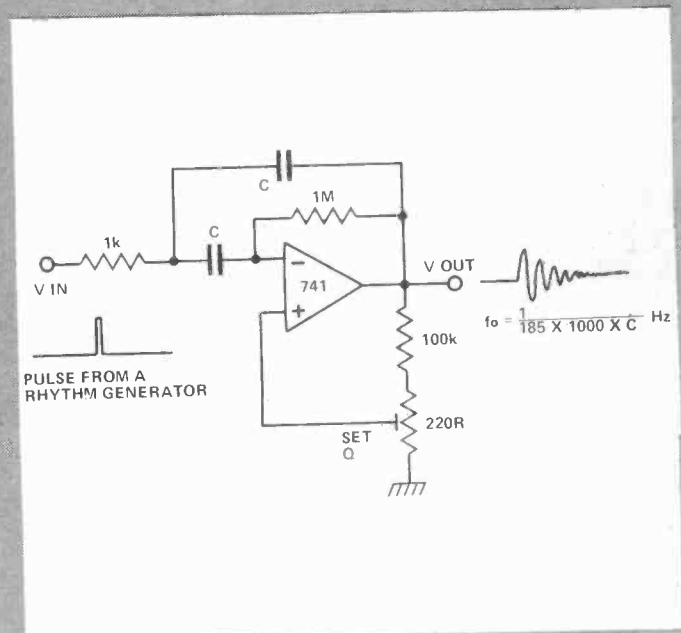 C
1M
1k
C
−
741
+
V IN
V OUT
fo = 1 / 185 X 1000 X C Hz
100k
PULSE FROM A
RHYTHM GENERATOR
220R
SET
Q